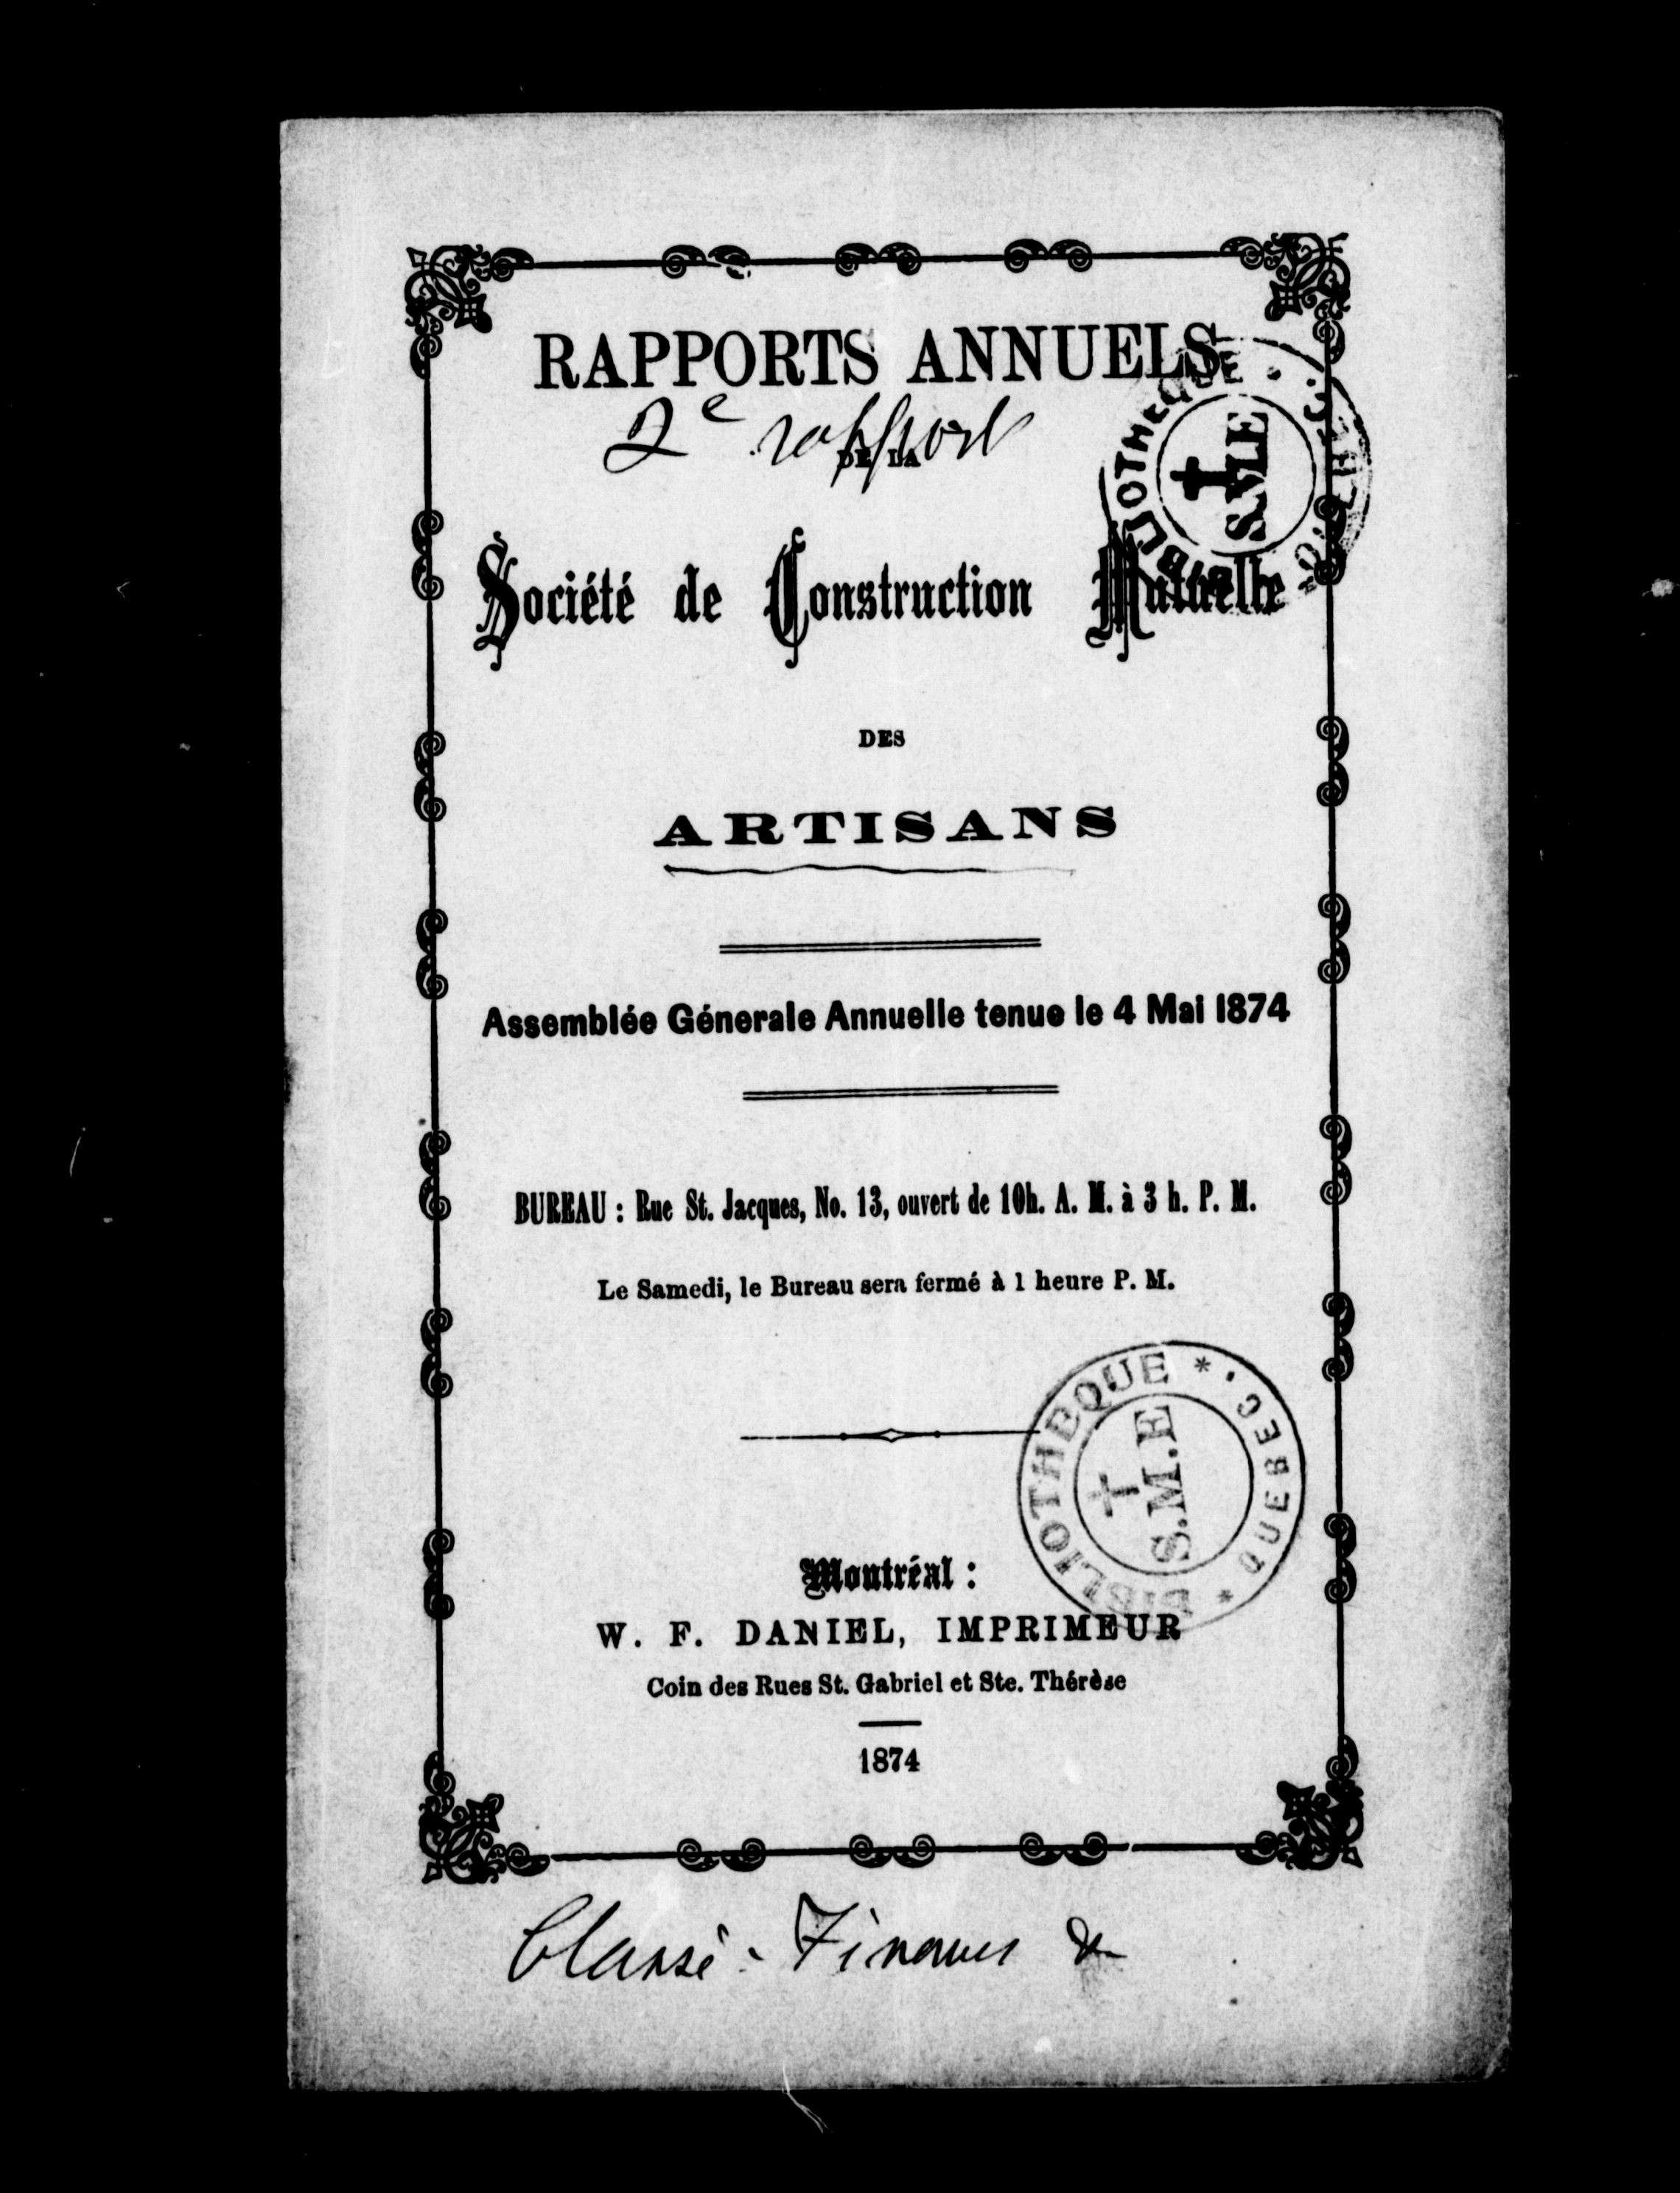 RAPPORTS ANNUELS
2e rapport
DE LA
Société de Construction Mutuelle
DES
ARTISANS
Assemblée Génerale Annuelle tenue le 4 Mai 1874
BUREAU : Rue St. Jacques, No. 13, ouvert de 10h. A. M. à 3 h. P. M.
Le Samedi, le Bureau sera fermé à 1 heure P. M.
Montréal :
W. F. DANIEL, IMPRIMEUR
Coin des Rues St. Gabriel et Ste. Thérèse
1874
BIBLIOTHEQUE * QUEBEC. *
S.M.E
BIBLIOTHEQUE
S.M.E
Classé - Finances &